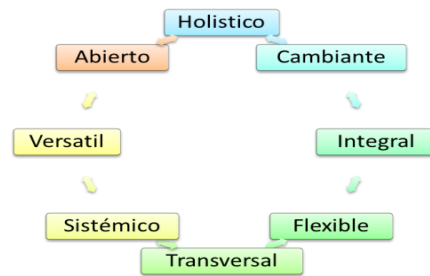 Holistico
Abierto
Cambiante
Versatil
Integral
Sistémico
Flexible
Transversal